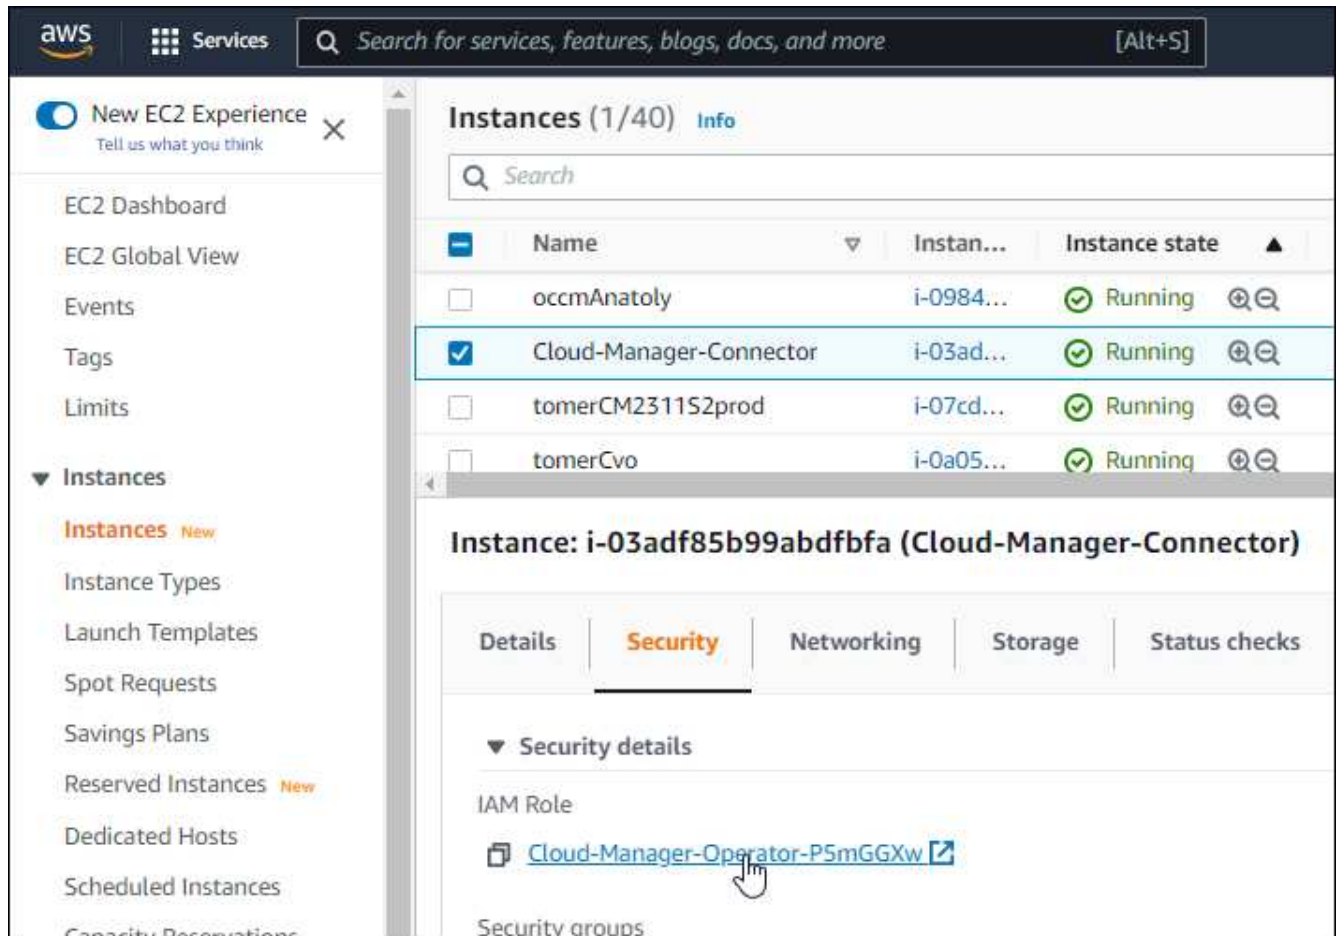 aws Services Search for services, features, blogs, docs, and more [Alt+S]
New EC2 Experience
Tell us what you think
EC2 Dashboard
EC2 Global View
Events
Tags
Limits
Instances
Instances New
Instance Types
Launch Templates
Spot Requests
Savings Plans
Reserved Instances New
Dedicated Hosts
Scheduled Instances
Capacity Reservations
Instances (1/40) Info
Search
Name Instan... Instance state
occmAnatoly i-0984... Running
Cloud-Manager-Connector i-03ad... Running
tomerCM2311S2prod i-07cd... Running
tomerCvo i-0a05... Running
Instance: i-03adf85b99abdfbfa (Cloud-Manager-Connector)
Details Security Networking Storage Status checks
Security details
IAM Role
Cloud-Manager-Operator-P5mGGXw
Security groups